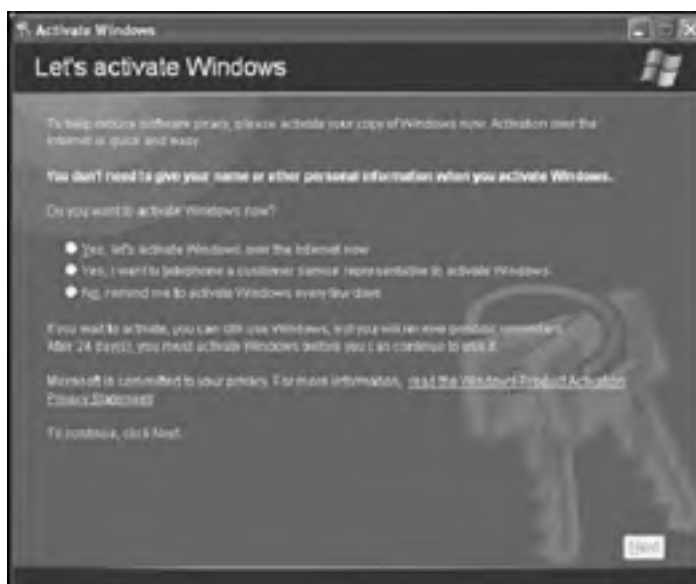 Activate Windows
Let's activate Windows
To help reduce software piracy, please activate your copy of Windows now. Activation over the
Internet is quick and easy.
You don't need to give your name or other personal information when you activate Windows.
Do you want to activate Windows now?
Yes, let's activate Windows over the Internet now
Yes, I want to telephone a customer service representative to activate Windows
No, remind me to activate Windows every few days
If you wait to activate, you can still use Windows, but you will receive periodic reminders.
After 24 day(s), you must activate Windows before you can continue to use it.
Microsoft is committed to your privacy. For more information, read the Windows Product Activation
Privacy Statement
To continue, click Next.
Next